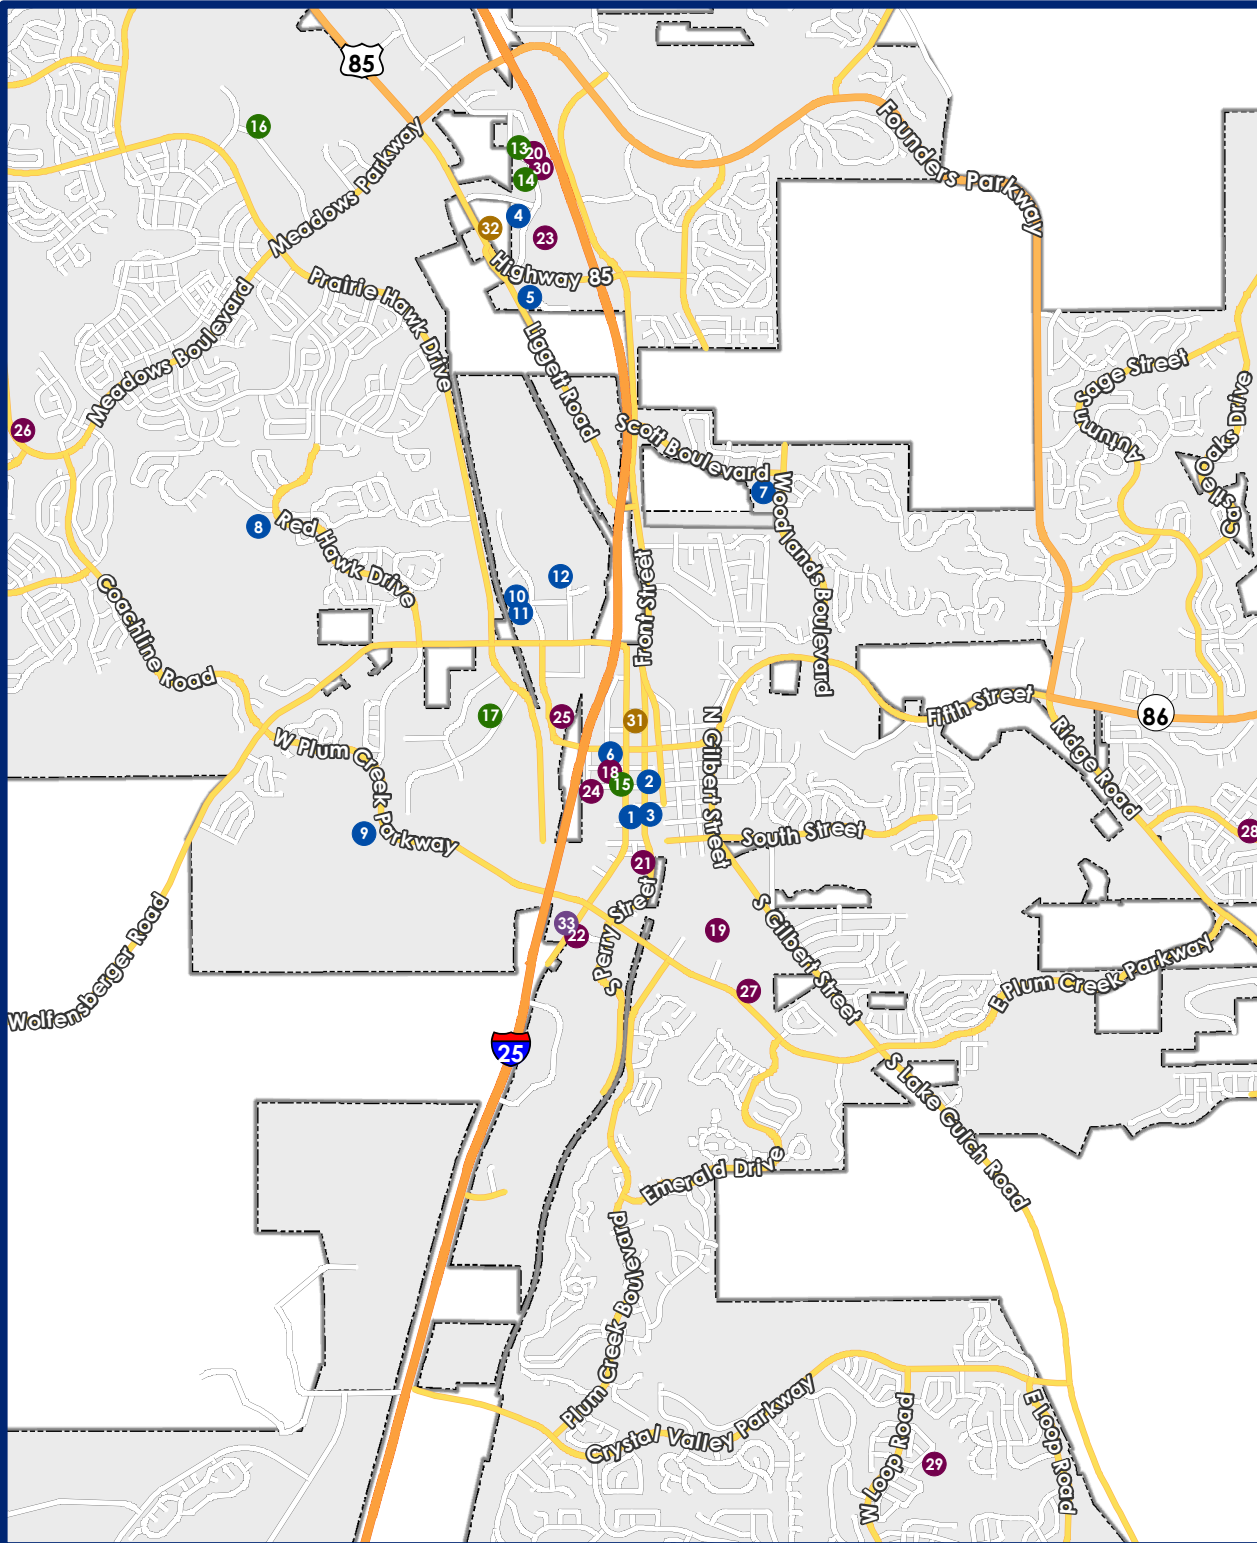 85
Founders Parkway
16
Meadows Parkway
13
20
30
14
4
32
23
Highway 85
5
Prairie Hawk Drive
Meadows Boulevard
Liggett Road
Sage Street
Autumn
Castle Oaks Drive
26
Scott Boulevard
7
Woodlands Boulevard
8
Red Hawk Drive
12
10
11
Front Street
Coachline Road
17
25
31
N Gilbert Street
Fifth Street
86
Ridge Road
W Plum Creek Parkway
6
18
15
2
24
1
3
9
South Street
28
21
S Perry Street
S Gilbert Street
33
22
19
27
E Plum Creek Parkway
Wolfensberger Road
25
S Lake Gulch Road
Emerald Drive
Plum Creek Boulevard
Crystal Valley Parkway
W Loop Road
E Loop Road
29